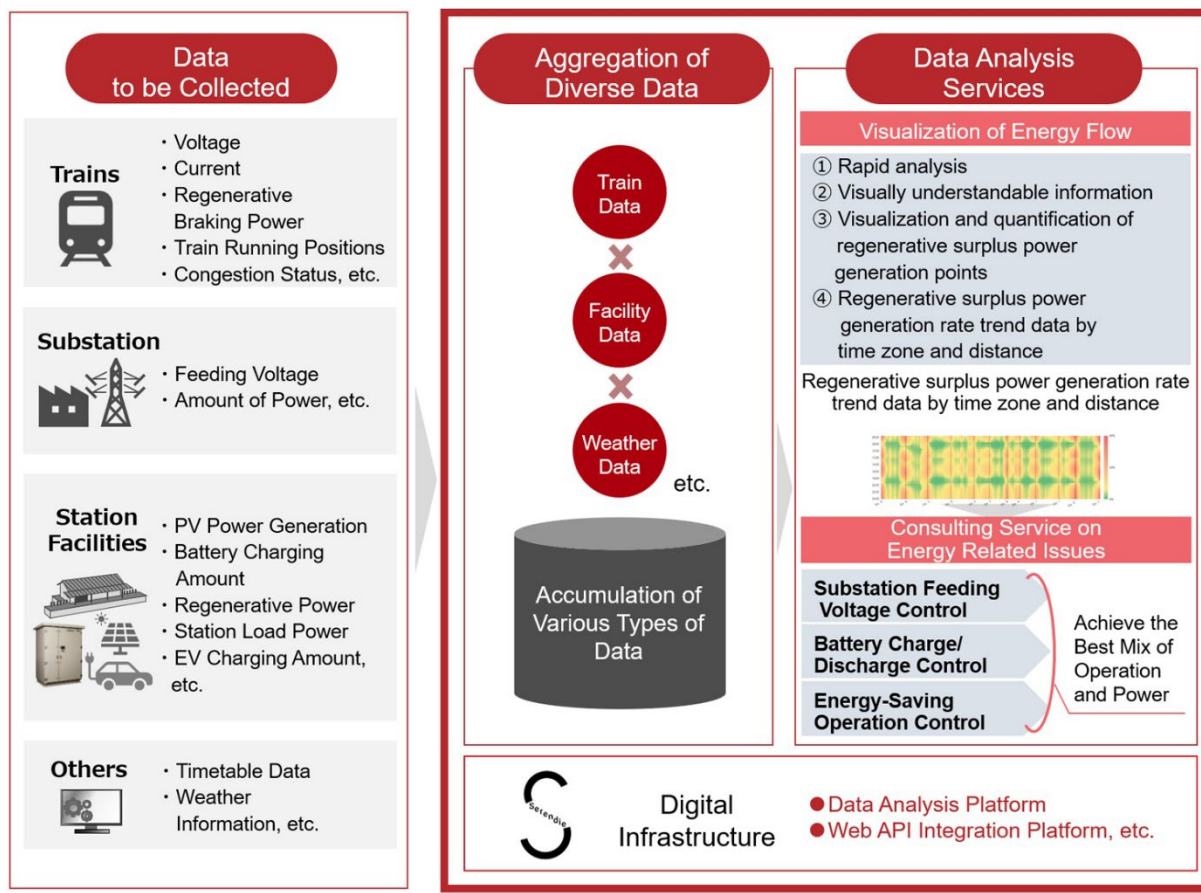 Data
to be Collected
Trains
・Voltage
・Current
・Regenerative
Braking Power
・Train Running Positions
・Congestion Status, etc.
Substation
・Feeding Voltage
・Amount of Power, etc.
Station
Facilities
・PV Power Generation
・Battery Charging
Amount
・Regenerative Power
・Station Load Power
・EV Charging Amount,
etc.
Others
・Timetable Data
・Weather
Information, etc.
Aggregation of
Diverse Data
Train
Data
Facility
Data
Weather
Data
etc.
Accumulation of
Various Types of
Data
Data Analysis
Services
Visualization of Energy Flow
① Rapid analysis
② Visually understandable information
③ Visualization and quantification of
regenerative surplus power
generation points
④ Regenerative surplus power
generation rate trend data by
time zone and distance
Regenerative surplus power generation rate
trend data by time zone and distance
Consulting Service on
Energy Related Issues
Substation Feeding
Voltage Control
Battery Charge/
Discharge Control
Energy-Saving
Operation Control
Achieve the
Best Mix of
Operation
and Power
Serendie
Digital
Infrastructure
●Data Analysis Platform
●Web API Integration Platform, etc.